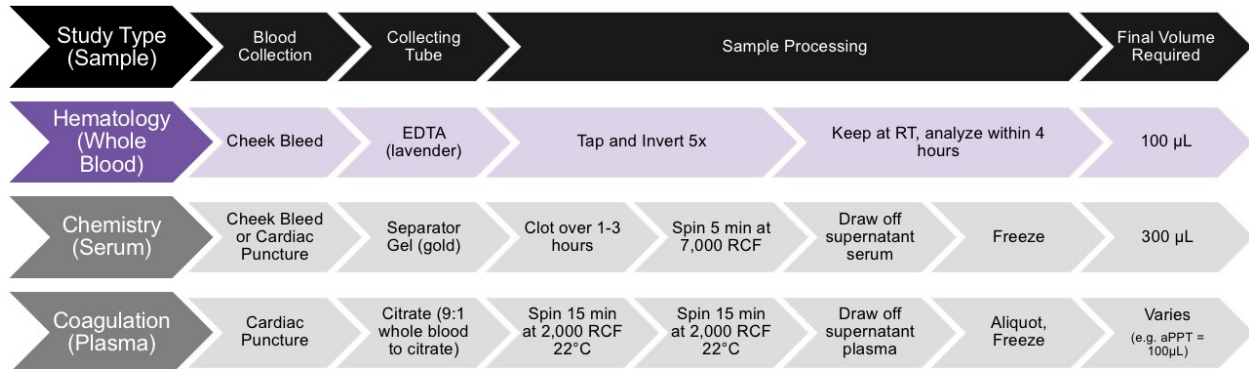 Study Type
(Sample)
Blood
Collection
Collecting
Tube
Sample Processing
Final Volume
Required
Hematology
(Whole
Blood)
Cheek Bleed
EDTA
(lavender)
Tap and Invert 5x
Keep at RT, analyze within 4
hours
100 µL
Chemistry
(Serum)
Cheek Bleed
or Cardiac
Puncture
Separator
Gel (gold)
Clot over 1-3
hours
Spin 5 min at
7,000 RCF
Draw off
supernatant
serum
Freeze
300 µL
Coagulation
(Plasma)
Cardiac
Puncture
Citrate (9:1
whole blood
to citrate)
Spin 15 min
at 2,000 RCF
22°C
Spin 15 min
at 2,000 RCF
22°C
Draw off
supernatant
plasma
Aliquot,
Freeze
Varies
(e.g. aPPT =
100µL)